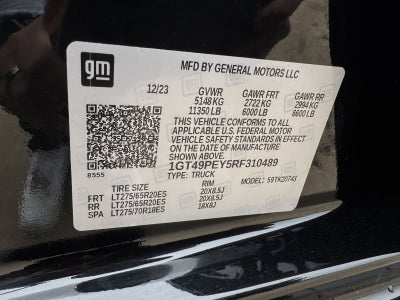 gm
MFD BY GENERAL MOTORS LLC
12/23 GVWR GAWR FRT GAWR RR
5148 KG 2722 KG 2994 KG
11350 LB 6000 LB 6600 LB
THIS VEHICLE CONFORMS TO ALL
APPLICABLE U.S. FEDERAL MOTOR
VEHICLE SAFETY STANDARDS IN EFFECT
ON THE DATE OF MANUFACTURE
SHOWN ABOVE.
1GT49PEY5RF310489
8555 TYPE: TRUCK MODEL: S9TK20743
TIRE SIZE RIM
FRT LT275/65R20ES 20X8.5J
RR LT275/65R20ES 20X8.5J
SPA LT275/70R18ES 18X8J